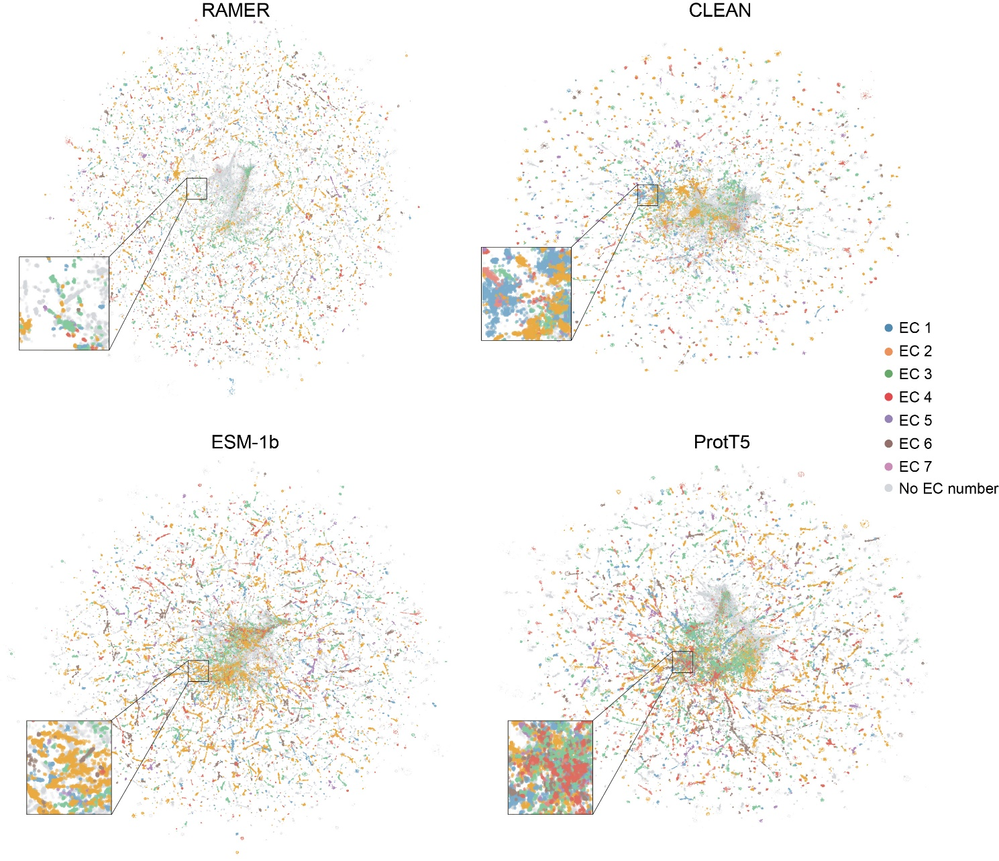 RAMER
CLEAN
EC 1
EC 2
EC 3
EC 4
EC 5
EC 6
EC 7
No EC number
ESM-1b
ProtT5